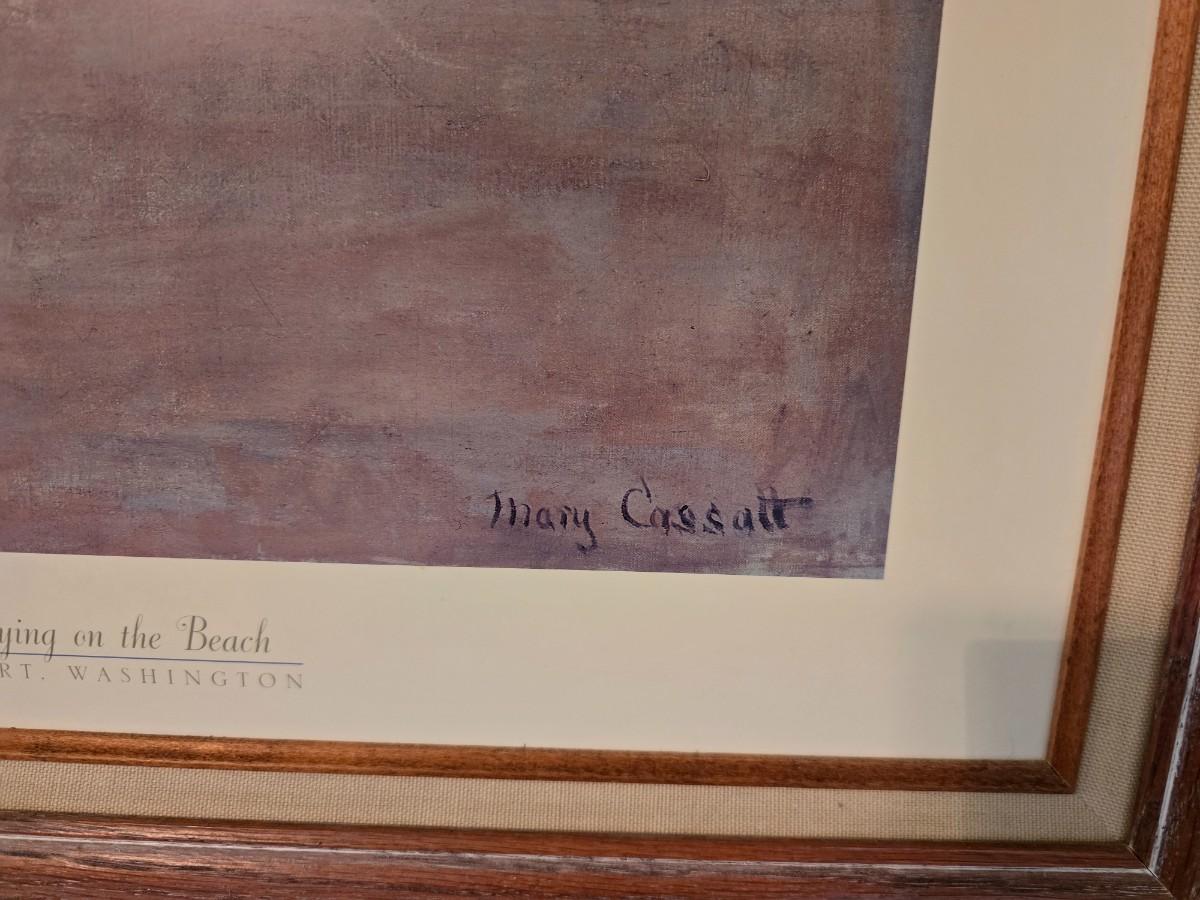 Mary Cassatt
ying on the Beach
RT, WASHINGTON